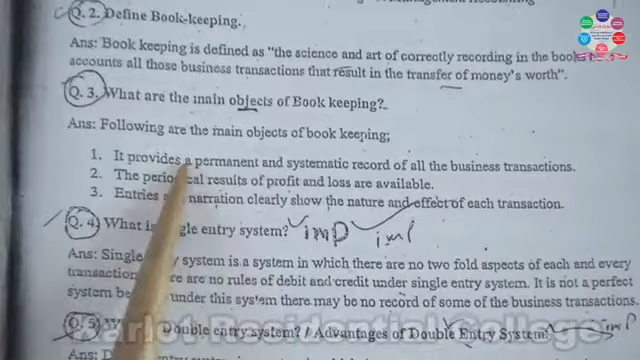 Q. 2. Define Book-keeping.
Ans: Book keeping is defined as "the science and art of correctly recording in the
accounts all those business transactions that result in the transfer of money's worth".
Q. 3. What are the main objects of Book keeping?
Ans: Following are the main objects of book keeping;
1. It provides a permanent and systematic record of all the business transactions.
2. The results of profit and loss are available.
3. Entries narration clearly show the nature and effect of each transaction.
Q. 4) What entry system? imp imp
Ans: system is a system in which there are no two fold aspects of each and every
are no rules of debit and credit under single entry system. It is not a perfect
system under this system there may be no record of some of the business transactions.
Q. 5) Double entry system? / Advantages of Double Entry System. imp
Residential College
Ans: